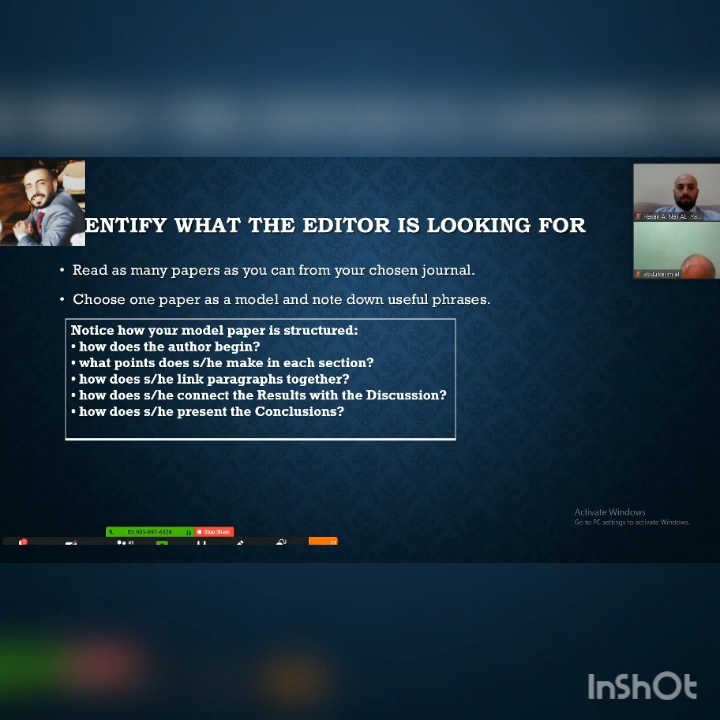 ENTIFY WHAT THE EDITOR IS LOOKING FOR
• Read as many papers as you can from your chosen journal.
• Choose one paper as a model and note down useful phrases.
Notice how your model paper is structured:
• how does the author begin?
• what points does s/he make in each section?
• how does s/he link paragraphs together?
• how does s/he connect the Results with the Discussion?
• how does s/he present the Conclusions?
Activate Windows
Go to PC settings to activate Windows.
Stop Share
InShOt